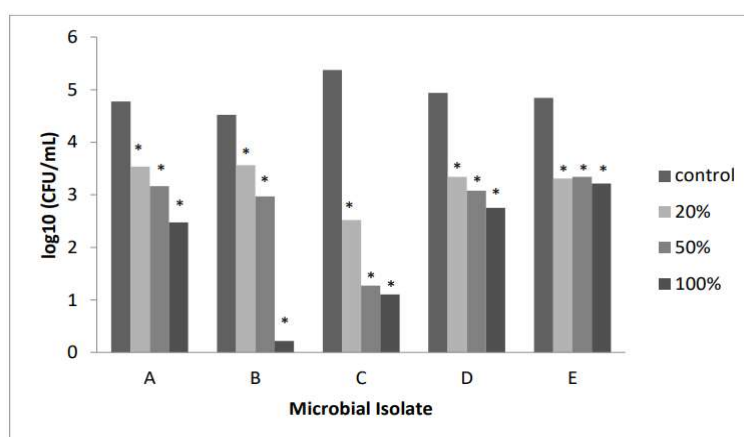 6
5
4
3
2
1
0
log10 (CFU/mL)
* * *
* * *
* * *
* * *
* * *
A B C D E
Microbial Isolate
control
20%
50%
100%